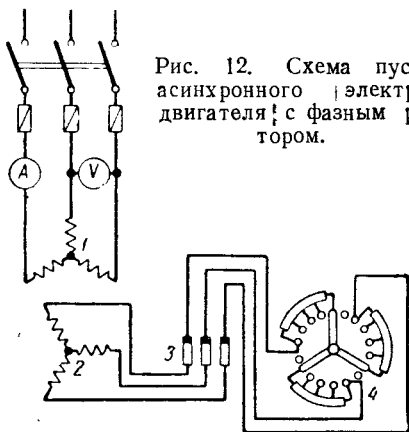 Рис. 12. Схема пус
асинхронного электр
двигателя с фазным р
тором.
A
V
1
2
3
4